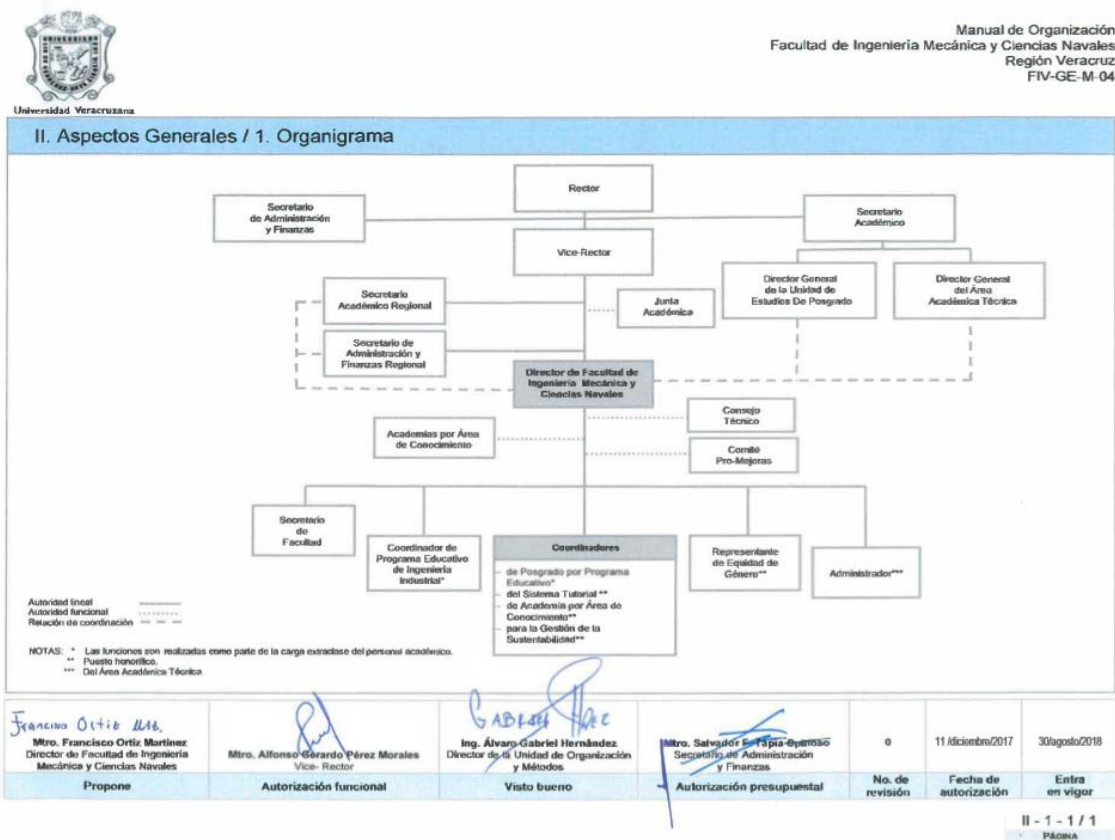 Manual de Organización
Facultad de Ingeniería Mecánica y Ciencias Navales
Región Veracruz
FIV-GE-M-04
Universidad Veracruzana
II. Aspectos Generales / 1. Organigrama
Rector
Secretario
de Administración
y Finanzas
Secretario
Académico
Vice-Rector
Director General
de la Unidad de
Estudios De Posgrado
Director General
del Área
Académica Técnica
Secretario
Académico Regional
Junta
Académica
Secretario de
Administración y
Finanzas Regional
Director de Facultad de
Ingeniería Mecánica y
Ciencias Navales
Consejo
Técnico
Academias por Área
de Conocimiento
Comité
Pro-Mejoras
Secretario
de
Facultad
Coordinador de
Programa Educativo
de Ingeniería
Industrial*
Coordinadores
de Posgrado por Programa
Educativo*
del Sistema Tutorial **
de Academia por Área de
Conocimiento**
para la Gestión de la
Sustentabilidad**
Representante
de Equidad de
Género**
Administrador***
Autoridad lineal
Autoridad funcional
Relación de coordinación
NOTAS: * Las funciones son realizadas como parte de la carga extraclase del personal académico.
** Puesto honorífico.
*** Del Área Académica Técnica
Francisco Ortiz
Mtro. Francisco Ortiz Martínez
Director de Facultad de Ingeniería
Mecánica y Ciencias Navales
Propone
Mtro. Alfonso Gerardo Pérez Morales
Vice- Rector
Autorización funcional
Ing. Álvaro Gabriel Hernández
Director de la Unidad de Organización
y Métodos
Visto bueno
Mtro. Salvador F. Tapia Spinoso
Secretario de Administración
y Finanzas
Autorización presupuestal
0
No. de
revisión
11/diciembre/2017
Fecha de
autorización
30/agosto/2018
Entra
en vigor
II - 1 - 1 / 1
PÁGINA